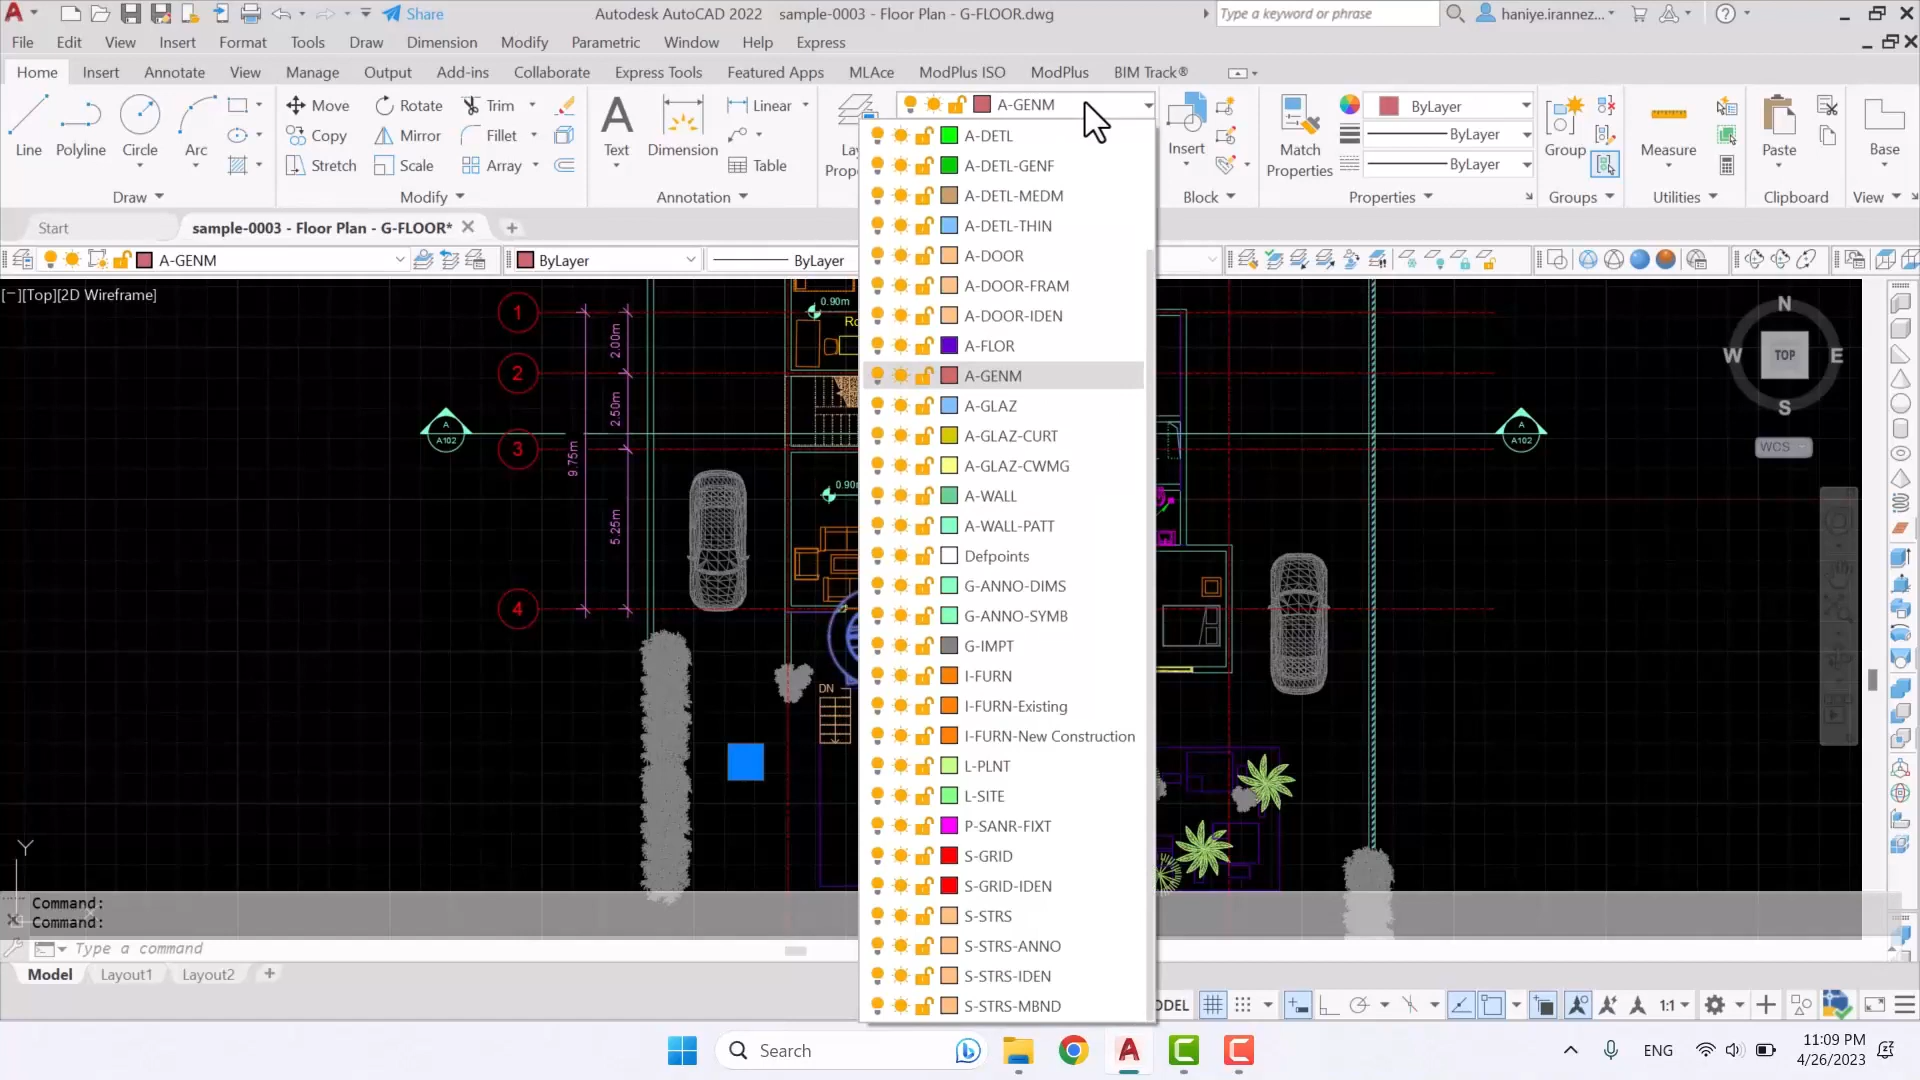 Share
Autodesk AutoCAD 2022 sample-0003 - Floor Plan - G-FLOOR.dwg
Type a keyword or phrase
haniye.irannez...
File Edit View Insert Format Tools Draw Dimension Modify Parametric Window Help Express
Home Insert Annotate View Manage Output Add-ins Collaborate Express Tools Featured Apps MLAce ModPlus ISO ModPlus BIM Track®
Line
Polyline
Circle
Arc
Draw
Move
Rotate
Trim
Copy
Mirror
Fillet
Stretch
Scale
Array
Modify
Text
Dimension
Linear
Table
Annotation
A-GENM
Insert
Block
Match
Properties
ByLayer
ByLayer
ByLayer
Properties
Group
Groups
Measure
Utilities
Paste
Clipboard
Base
View
Start
sample-0003 - Floor Plan - G-FLOOR*
A-GENM
ByLayer
ByLayer
[−][Top][2D Wireframe]
A-DETL
A-DETL-GENF
A-DETL-MEDM
A-DETL-THIN
A-DOOR
A-DOOR-FRAM
A-DOOR-IDEN
A-FLOR
A-GENM
A-GLAZ
A-GLAZ-CURT
A-GLAZ-CWMG
A-WALL
A-WALL-PATT
Defpoints
G-ANNO-DIMS
G-ANNO-SYMB
G-IMPT
I-FURN
I-FURN-Existing
I-FURN-New Construction
L-PLNT
L-SITE
P-SANR-FIXT
S-GRID
S-GRID-IDEN
S-STRS
S-STRS-ANNO
S-STRS-IDEN
S-STRS-MBND
1
2
3
4
2.00m
2.50m
9.75m
5.25m
0.90m
A
A102
A
A102
DN
N
W
TOP
E
S
WCS
Y
Command:
Command:
Type a command
Model Layout1 Layout2
1:1
Search
ENG
11:09 PM
4/26/2023